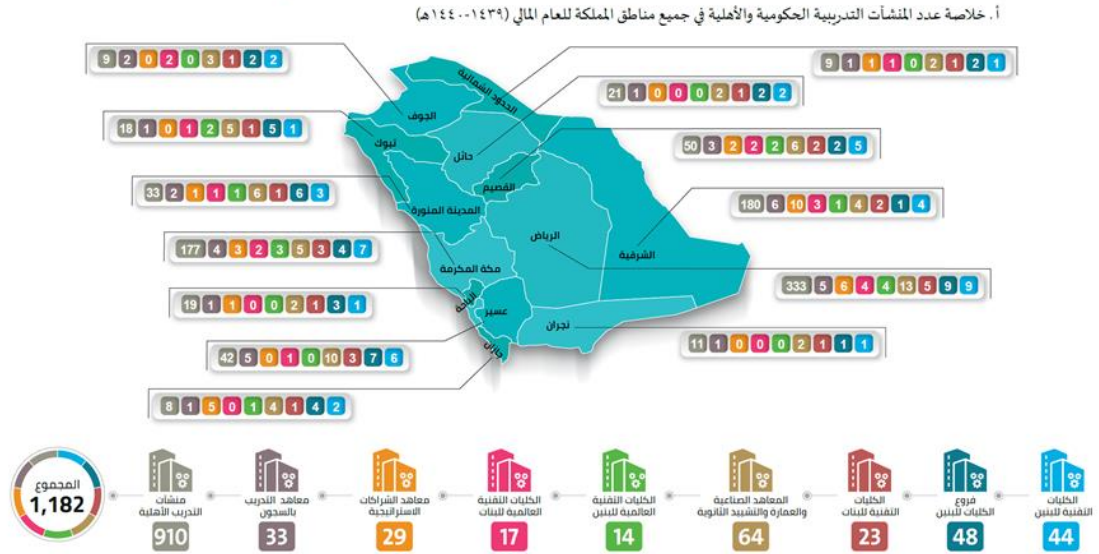 أ. خلاصة عدد المنشآت التدريبية الحكومية والأهلية في جميع مناطق المملكة للعام المالي (١٤٣٩-١٤٤٠هـ)
9 2 0 2 0 3 1 2 2
9 1 1 1 0 2 1 2 1
الحدود الشمالية
21 1 0 0 0 2 1 2 2
الجوف
18 1 0 1 2 5 1 5 1
تبوك
حائل
50 3 2 2 2 6 2 2 5
القصيم
33 2 1 1 1 6 1 6 3
المدينة المنورة
180 6 10 3 1 4 2 1 4
الرياض
177 4 3 2 3 5 3 4 7
الشرقية
مكة المكرمة
333 5 6 4 4 13 5 9 9
19 1 1 0 0 2 1 3 1
الباحة
عسير
نجران
11 1 0 0 0 2 1 1 1
42 5 0 1 0 10 3 7 6
جازان
8 1 5 0 1 4 1 4 2
المجموع
1,182
الكليات
التقنية للبنين
44
فروع
الكليات للبنين
48
الكليات
التقنية للبنات
23
المعاهد الصناعية
والعمارة والتشييد الثانوية
64
الكليات التقنية
العالمية للبنين
14
الكليات التقنية
العالمية للبنات
17
معاهد الشراكات
الاستراتيجية
29
معاهد التدريب
بالسجون
33
منشآت
التدريب الأهلية
910